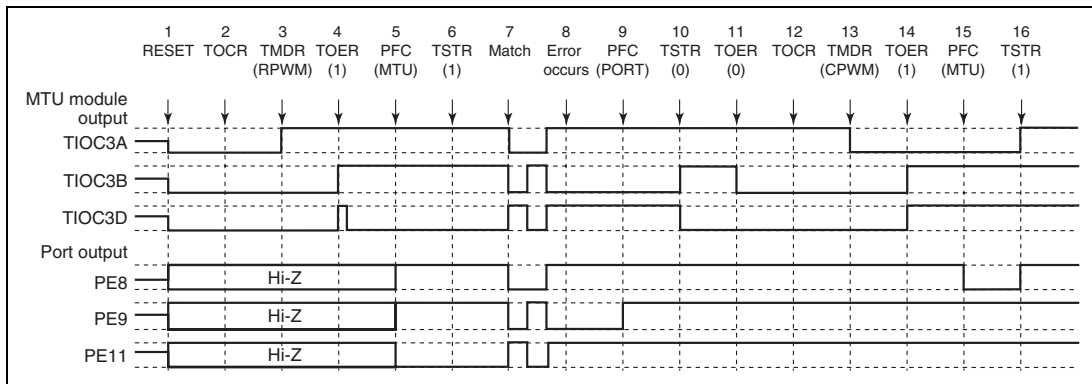 1 2 3 4 5 6 7 8 9 10 11 12 13 14 15 16
RESET TOCR TMDR TOER PFC TSTR Match Error PFC TSTR TOER TOCR TMDR TOER PFC TSTR
(RPWM) (1) (MTU) (1) occurs (PORT) (0) (0) (CPWM) (1) (MTU) (1)
MTU module
output
TIOC3A
TIOC3B
TIOC3D
Port output
PE8 Hi-Z
PE9 Hi-Z
PE11 Hi-Z